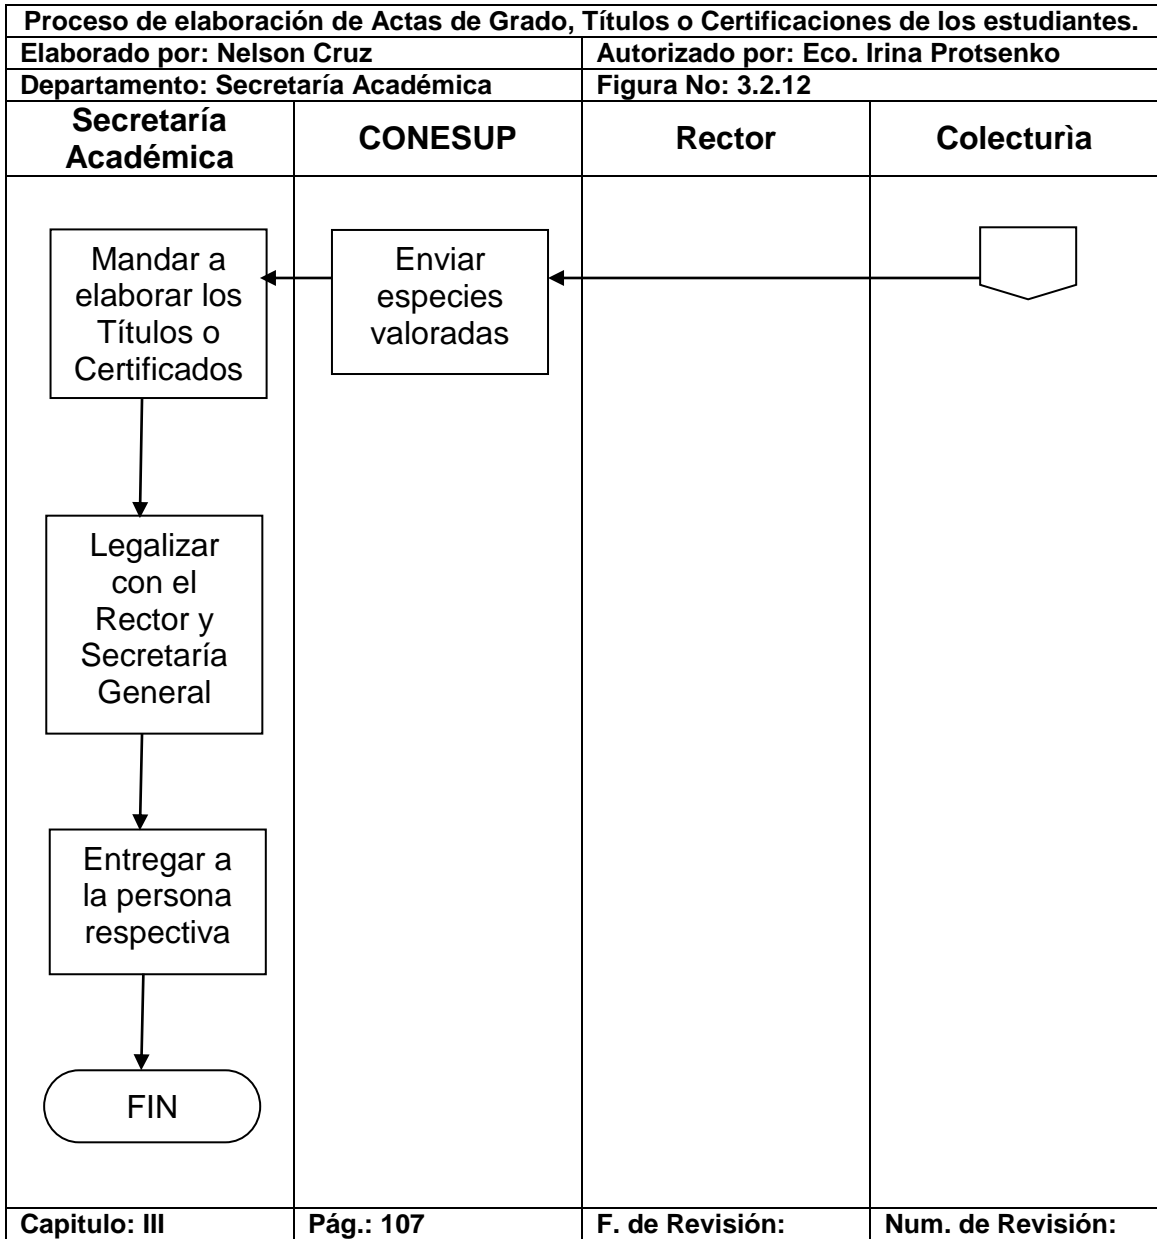 Proceso de elaboración de Actas de Grado, Títulos o Certificaciones de los estudiantes.
Elaborado por: Nelson Cruz
Autorizado por: Eco. Irina Protsenko
Departamento: Secretaría Académica
Figura No: 3.2.12
Secretaría
Académica
CONESUP
Rector
Colecturìa
Mandar a
elaborar los
Títulos o
Certificados
Enviar
especies
valoradas
Legalizar
con el
Rector y
Secretaría
General
Entregar a
la persona
respectiva
FIN
Capitulo: III
Pág.: 107
F. de Revisión:
Num. de Revisión: